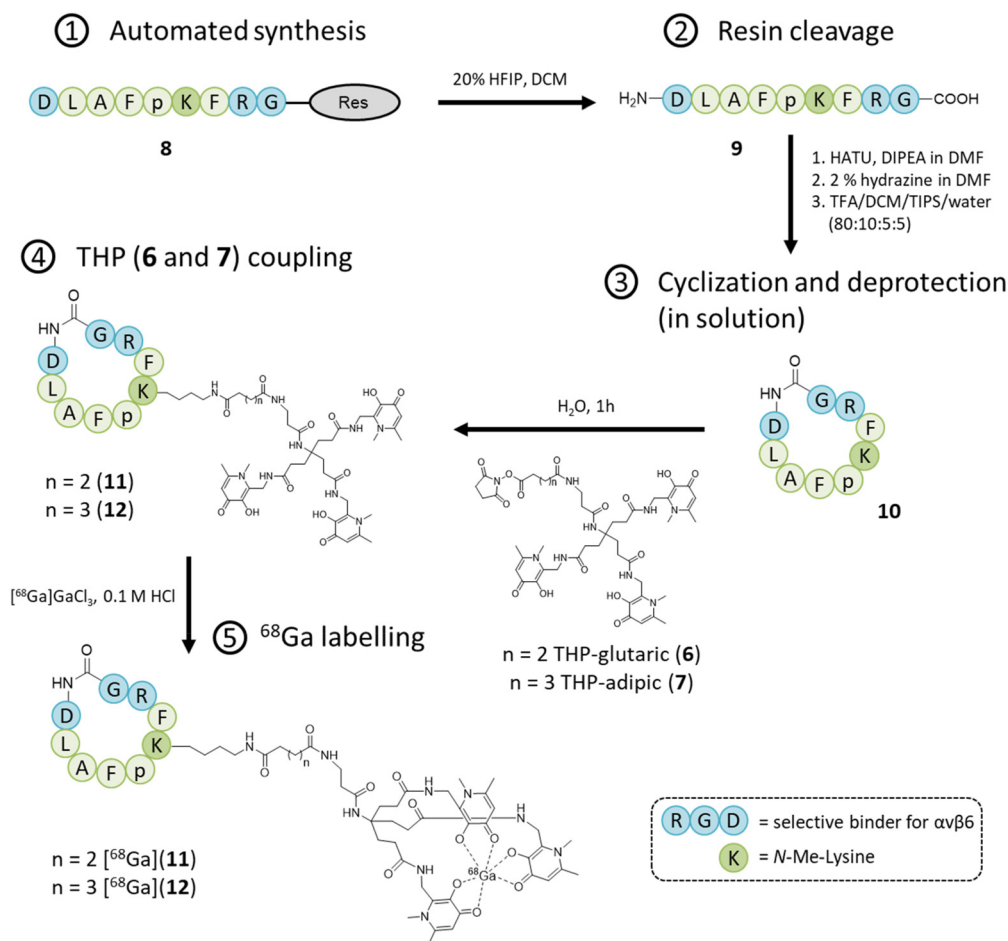 ① Automated synthesis
D L A F p K F R G Res
8
20% HFIP, DCM
② Resin cleavage
H₂N D L A F p K F R G COOH
9
1. HATU, DIPEA in DMF
2. 2 % hydrazine in DMF
3. TFA/DCM/TIPS/water
(80:10:5:5)
③ Cyclization and deprotection
(in solution)
O
HN
G R F K p F A L D
10
H₂O, 1h
n = 2 THP-glutaric (6)
n = 3 THP-adipic (7)
④ THP (6 and 7) coupling
O
HN
G R F K p F A L D
n = 2 (11)
n = 3 (12)
[⁶⁸Ga]GaCl₃, 0.1 M HCl
⑤ ⁶⁸Ga labelling
O
HN
G R F K p F A L D
⁶⁸Ga
n = 2 [⁶⁸Ga](11)
n = 3 [⁶⁸Ga](12)
R G D = selective binder for αvβ6
K = N-Me-Lysine